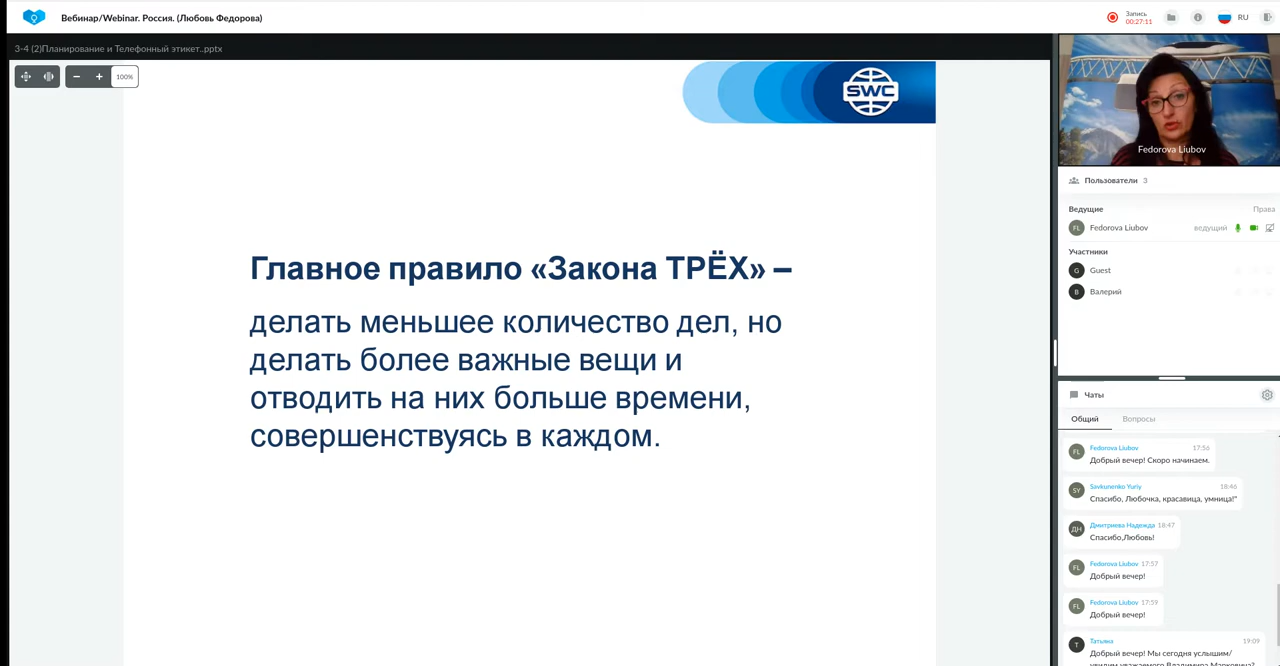 Вебинар/Webinar. Россия. (Любовь Федорова)
Запись
00:27:11
RU
3-4 (2)Планирование и Телефонный этикет..pptx
100%
SWC
Главное правило «Закона ТРЁХ» –
делать меньшее количество дел, но
делать более важные вещи и
отводить на них больше времени,
совершенствуясь в каждом.
Fedorova Liubov
Пользователи 3
Ведущие Права
FL Fedorova Liubov ведущий
Участники
G Guest
В Валерий
Чаты
Общий Вопросы
FL Fedorova Liubov 17:56
Добрый вечер! Скоро начинаем.
SY Savkunenko Yuriy 18:46
Спасибо, Любочка, красавица, умница!"
ДН Дмитриева Надежда 18:47
Спасибо,Любовь!
FL Fedorova Liubov 17:57
Добрый вечер!
FL Fedorova Liubov 17:59
Добрый вечер!
Т Татьяна 19:09
Добрый вечер! Мы сегодня услышим/
увидим уважаемого Владимира Марковича?